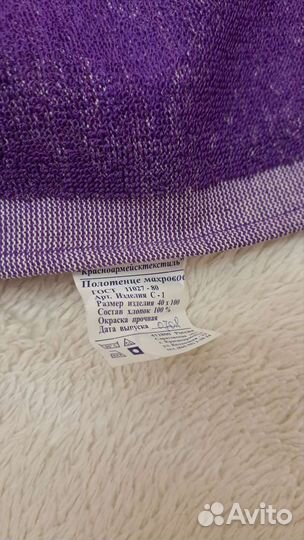 Красноармейсктекстиль
Полотенце махровое
ГОСТ 11027-80
Арт. Изделия С-1
Размер изделия 40 х 100
Состав хлопок 100 %
Окраска прочная
Дата выпуска
Avito